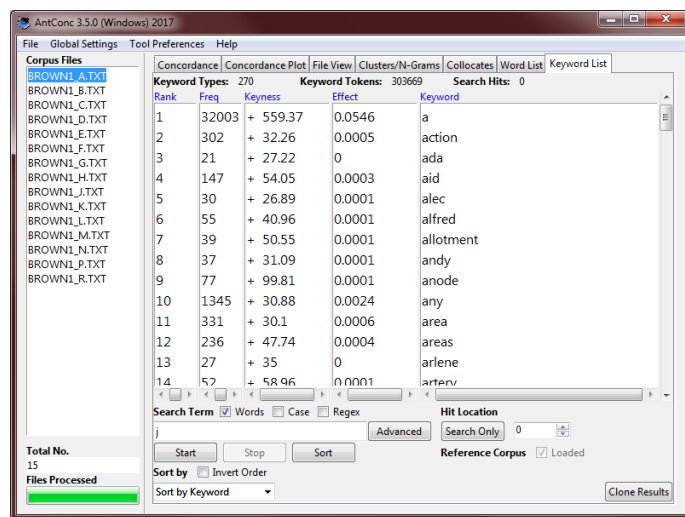 AntConc 3.5.0 (Windows) 2017
File Global Settings Tool Preferences Help
Corpus Files
BROWN1_A.TXT
BROWN1_B.TXT
BROWN1_C.TXT
BROWN1_D.TXT
BROWN1_E.TXT
BROWN1_F.TXT
BROWN1_G.TXT
BROWN1_H.TXT
BROWN1_J.TXT
BROWN1_K.TXT
BROWN1_L.TXT
BROWN1_M.TXT
BROWN1_N.TXT
BROWN1_P.TXT
BROWN1_R.TXT
Total No.
15
Files Processed
Concordance Concordance Plot File View Clusters/N-Grams Collocates Word List Keyword List
Keyword Types: 270 Keyword Tokens: 303669 Search Hits: 0
Rank Freq Keyness Effect Keyword
1 32003 + 559.37 0.0546 a
2 302 + 32.26 0.0005 action
3 21 + 27.22 0 ada
4 147 + 54.05 0.0003 aid
5 30 + 26.89 0.0001 alec
6 55 + 40.96 0.0001 alfred
7 39 + 50.55 0.0001 allotment
8 37 + 31.09 0.0001 andy
9 77 + 99.81 0.0001 anode
10 1345 + 30.88 0.0024 any
11 331 + 30.1 0.0006 area
12 236 + 47.74 0.0004 areas
13 27 + 35 0 arlene
14 52 + 58.96 0.0001 artery
Search Term Words Case Regex Hit Location
j Advanced Search Only 0
Start Stop Sort Reference Corpus Loaded
Sort by Invert Order
Sort by Keyword Clone Results